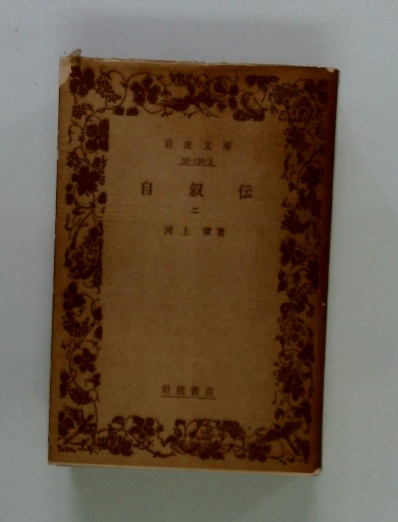 岩波文庫
自叙伝
二
河上肇著
岩波書店